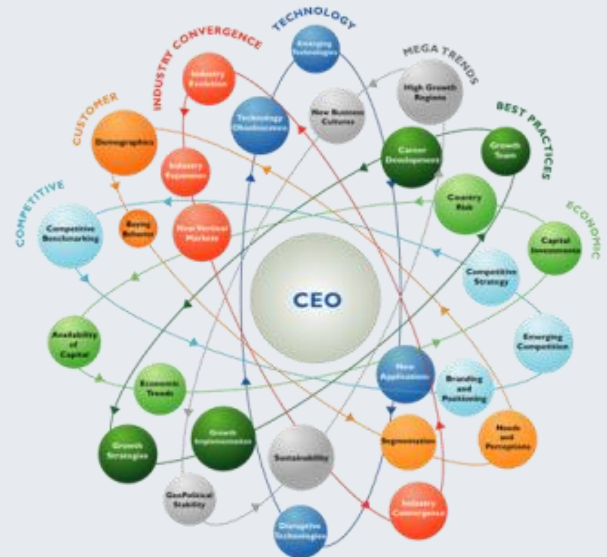 TECHNOLOGY
INDUSTRY CONVERGENCE
MEGA TRENDS
CUSTOMER
BEST PRACTICES
COMPETITIVE
ECONOMIC
Emerging
Technologies
Industry
Evolution
High Growth
Regions
New Business
Cultures
Technology
Obsolescence
Demographics
Career
Development
Growth
Team
Industry
Expansion
Country
Risk
Buying
Behavior
New Vertical
Markets
Competitive
Benchmarking
Capital
Investments
Competitive
Strategy
CEO
Availability
of
Capital
Emerging
Competition
New
Applications
Economic
Trends
Branding
and
Positioning
Growth
Implementation
Segmentation
Needs
and
Perceptions
Growth
Strategies
Sustainability
GeoPolitical
Stability
Industry
Convergence
Disruptive
Technologies